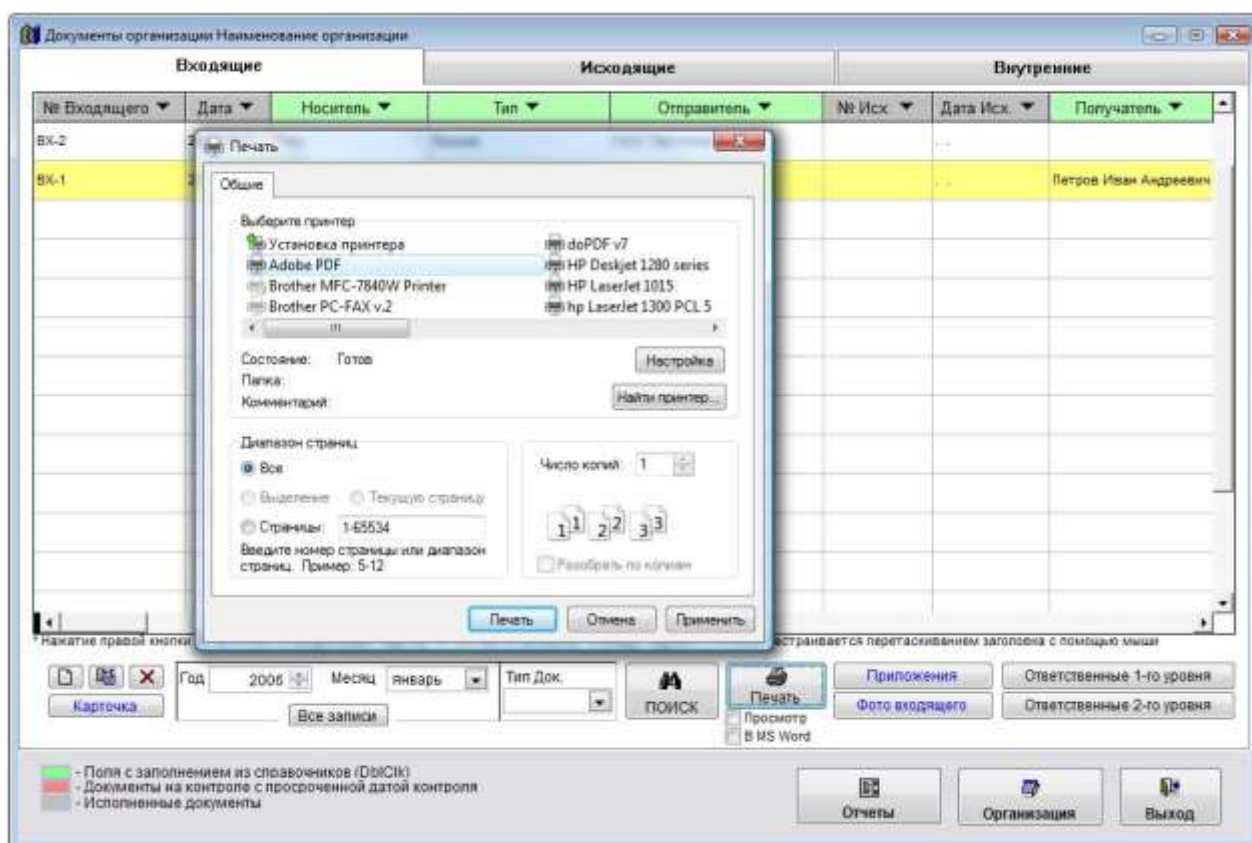 Документы организации Наименование организации
Входящие Исходящие Внутренние
№ Входящего Дата Носитель Тип Отправитель № Исх. Дата Исх. Получатель
ВХ-2
ВХ-1 Петров Иван Андреевич
Печать
Общие
Выберите принтер
Установка принтера doPDF v7
Adobe PDF HP Deskjet 1280 series
Brother MFC-7840W Printer HP LaserJet 1015
Brother PC-FAX v.2 hp LaserJet 1300 PCL 5
Состояние: Готов Настройка
Папка:
Комментарий: Найти принтер...
Диапазон страниц
Все Число копий: 1
Выделение Текущую страницу
Страницы: 1-65534 1 1 2 2 3 3
Введите номер страницы или диапазон
страниц. Пример: 5-12 Разобрать по копиям
Печать Отмена Применить
* Нажатие правой кнопки страивается перетаскиванием заголовка с помощью мыши
Год 2006 Месяц январь Тип Док. ПОИСК Печать Приложения Ответственные 1-го уровня
Карточка Все записи Фото входящего Ответственные 2-го уровня
Просмотр
В MS Word
- Поля с заполнением из справочников (DblClk)
- Документы на контроле с просроченной датой контроля
- Исполненные документы
Отчеты Организация Выход